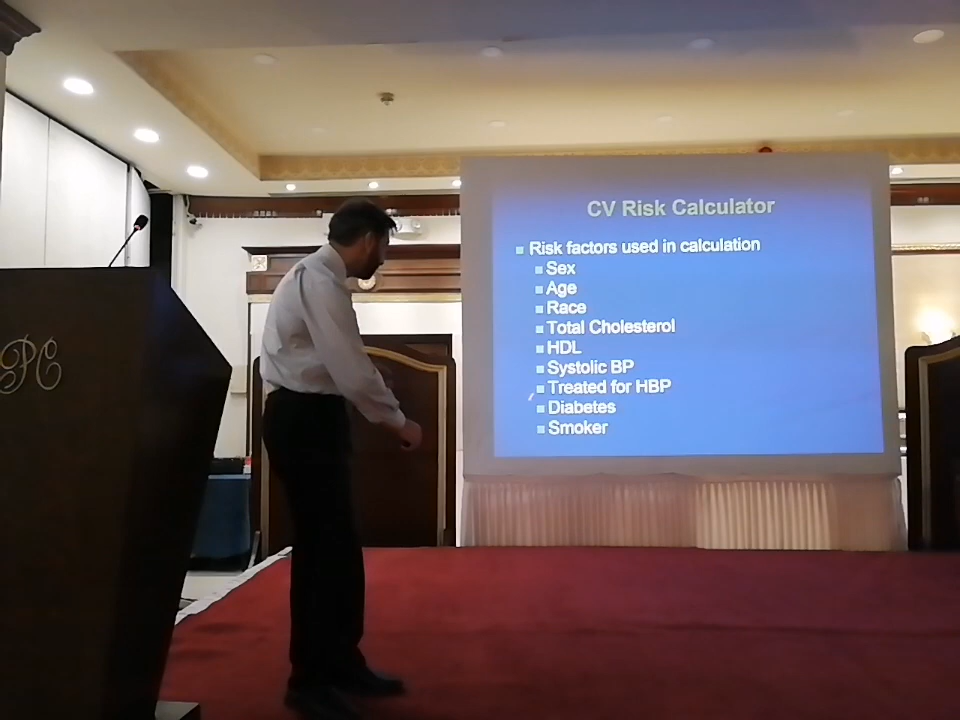 PC
CV Risk Calculator
Risk factors used in calculation
Sex
Age
Race
Total Cholesterol
HDL
Systolic BP
Treated for HBP
Diabetes
Smoker